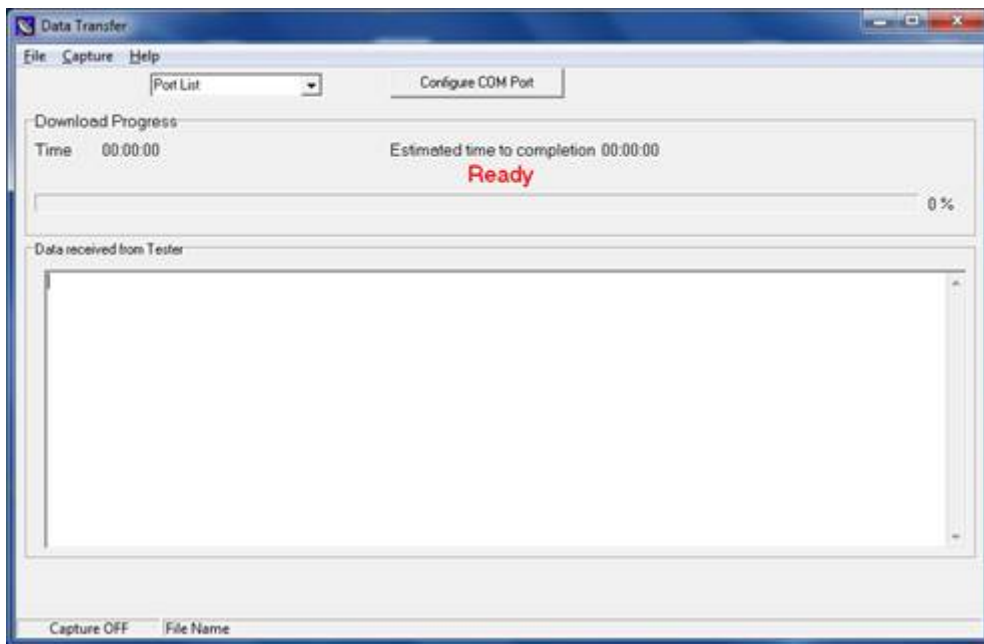 Data Transfer
File Capture Help
Port List Configure COM Port
Download Progress
Time 00:00:00 Estimated time to completion 00:00:00
Ready
0 %
Data received from Tester
Capture OFF File Name